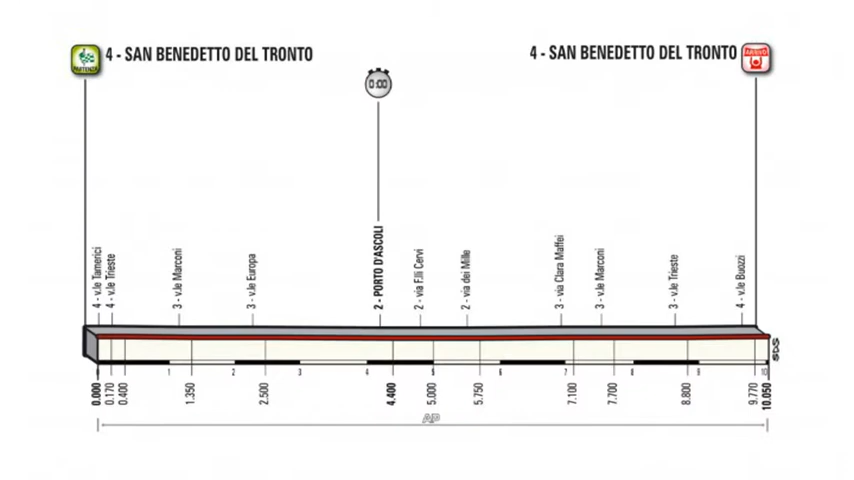 4 - SAN BENEDETTO DEL TRONTO
4 - SAN BENEDETTO DEL TRONTO
PARTENZA
ARRIVO
0:00
4 - v.le Tamerici
4 - v.le Trieste
3 - v.le Marconi
3 - v.le Europa
2 - PORTO D'ASCOLI
2 - via F.lli Cervi
2 - via dei Mille
3 - via Clara Maffei
3 - v.le Marconi
3 - v.le Trieste
4 - v.le Buozzi
SDS
0 1 2 3 4 5 6 7 8 9 10
0.000
0.170
0.400
1.350
2.500
4.400
5.000
5.750
7.100
7.700
8.800
9.770
10.050
AP